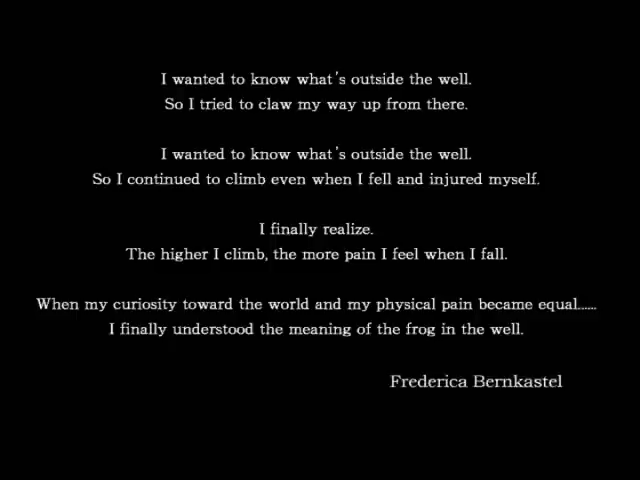 I wanted to know what's outside the well.
So I tried to claw my way up from there.
I wanted to know what's outside the well.
So I continued to climb even when I fell and injured myself.
I finally realize.
The higher I climb, the more pain I feel when I fall.
When my curiosity toward the world and my physical pain became equal......
I finally understood the meaning of the frog in the well.
Frederica Bernkastel